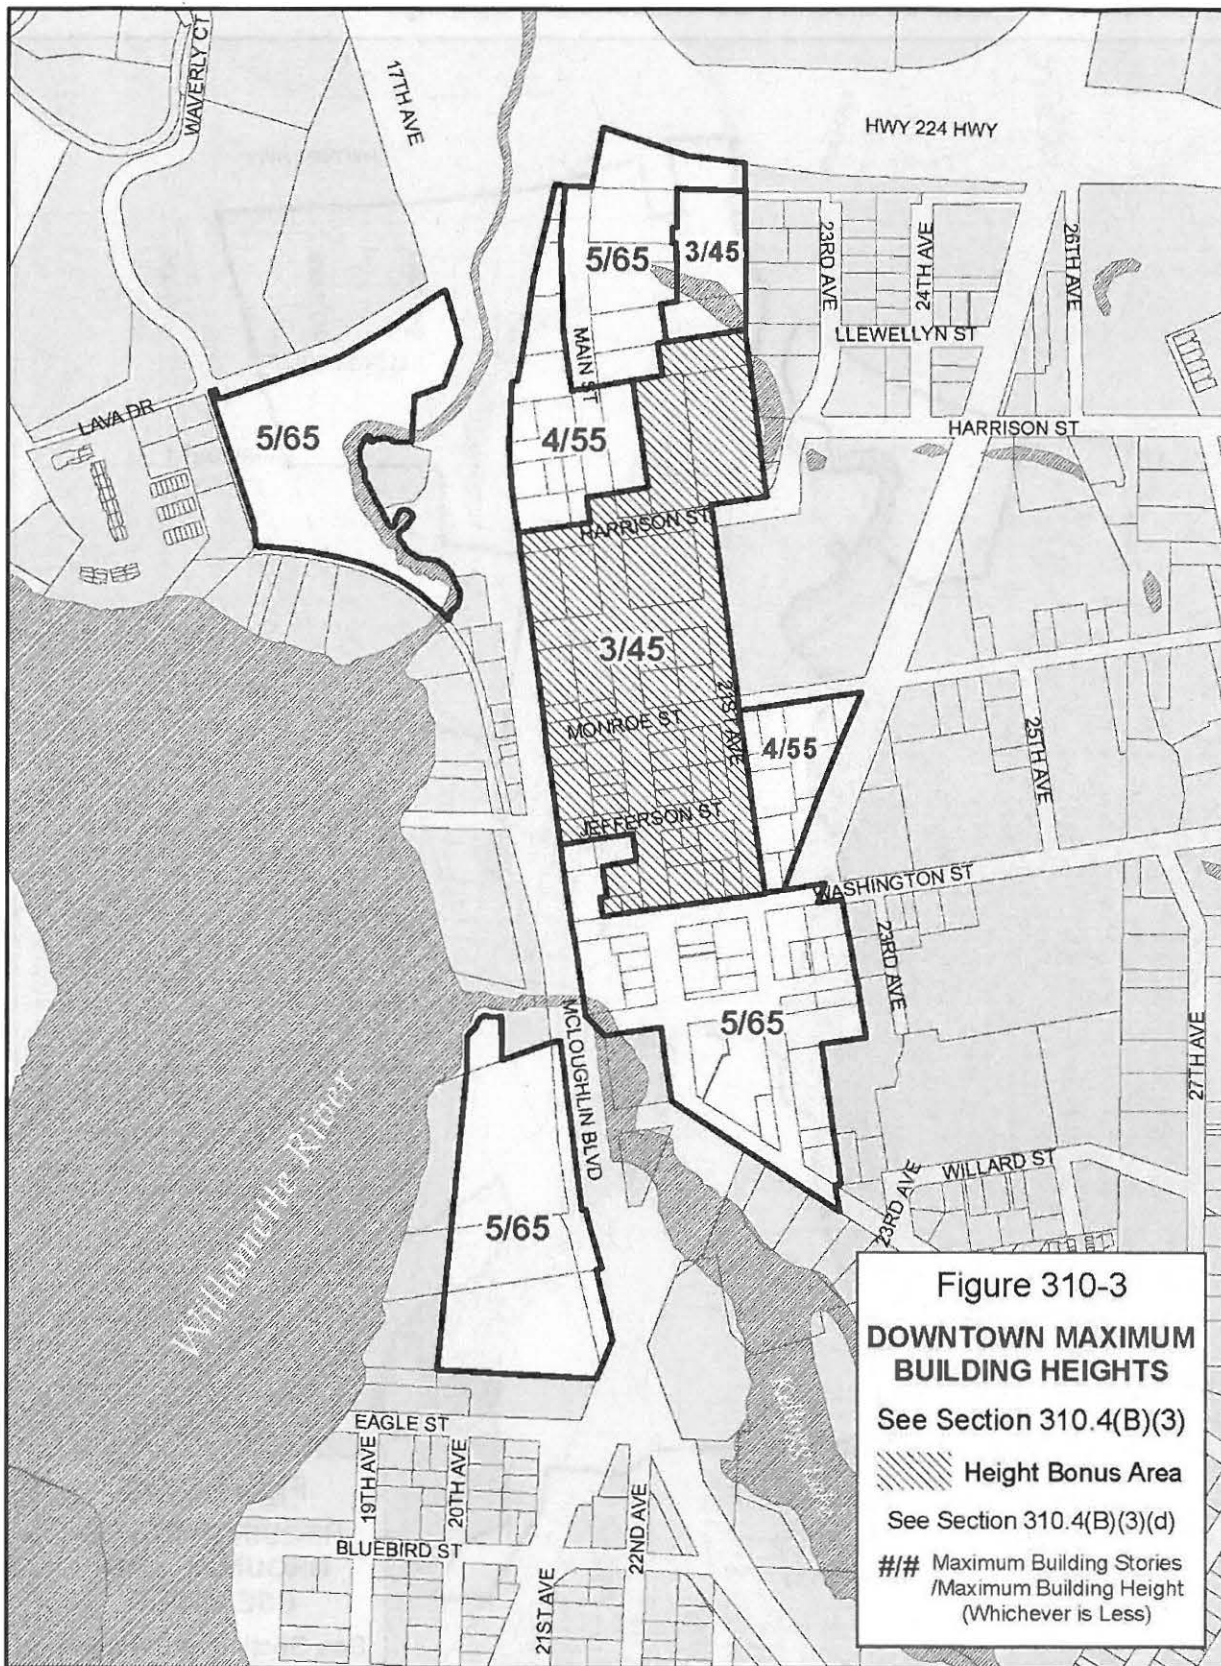 WAVERLY CT
17TH AVE
HWY 224 HWY
5/65
3/45
23RD AVE
24TH AVE
26TH AVE
LLEWELLYN ST
MAIN ST
LAVA DR
5/65
4/55
HARRISON ST
HARRISON ST
3/45
MONROE ST
21ST AVE
4/55
25TH AVE
JEFFERSON ST
WASHINGTON ST
23RD AVE
5/65
MCLOUGHLIN BLVD
27TH AVE
Willamette River
WILLARD ST
23RD AVE
5/65
Figure 310-3
DOWNTOWN MAXIMUM
BUILDING HEIGHTS
See Section 310.4(B)(3)
Height Bonus Area
See Section 310.4(B)(3)(d)
#/# Maximum Building Stories
/Maximum Building Height
(Whichever is Less)
Kellogg Lake
EAGLE ST
19TH AVE
20TH AVE
BLUEBIRD ST
21ST AVE
22ND AVE